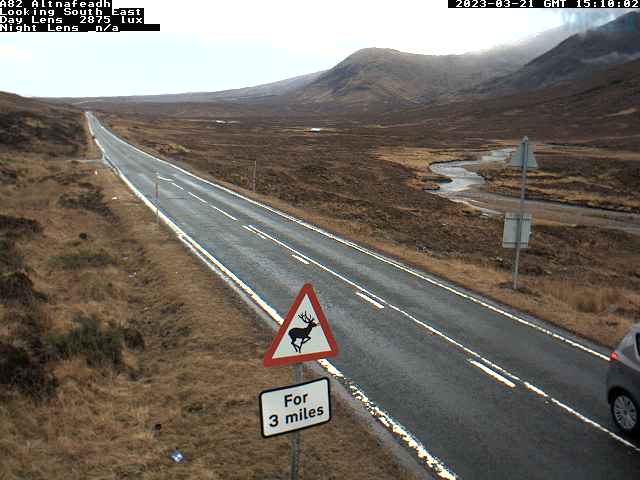 A82 Altnafeadh
Looking South East
Day Lens 2875 lux
Night Lens n/a
2023-03-21 GMT 15:10:02
For
3 miles